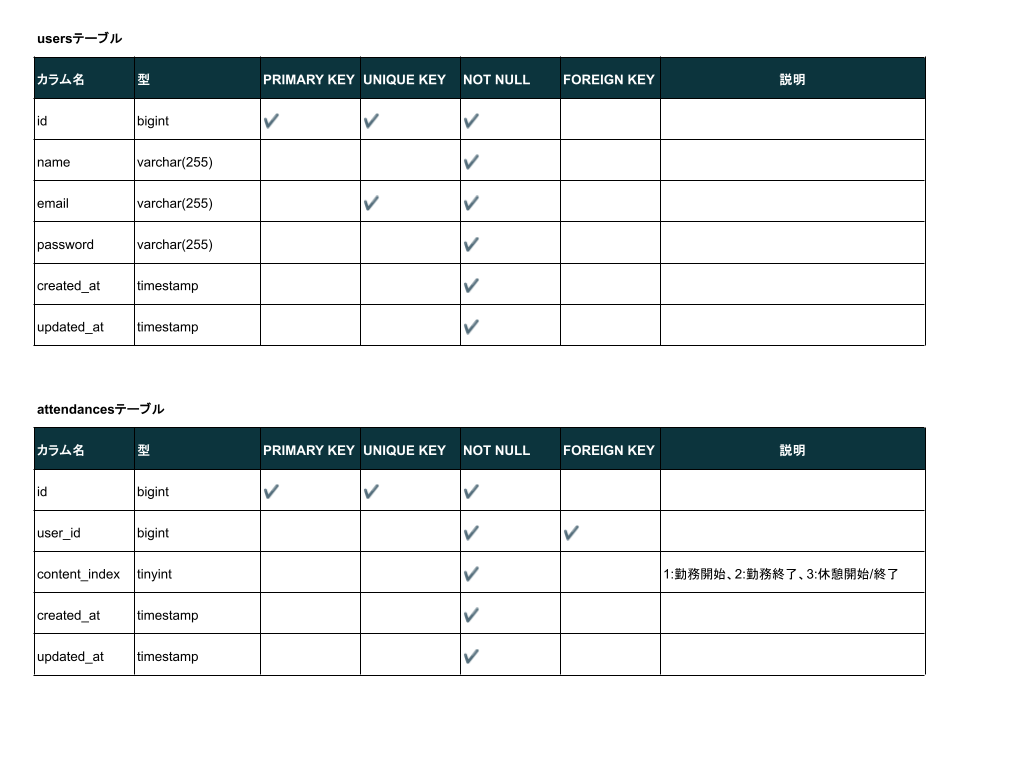 usersテーブル
カラム名 型 PRIMARY KEY UNIQUE KEY NOT NULL FOREIGN KEY 説明
id bigint ✔ ✔ ✔
name varchar(255) ✔
email varchar(255) ✔ ✔
password varchar(255) ✔
created_at timestamp ✔
updated_at timestamp ✔
attendancesテーブル
カラム名 型 PRIMARY KEY UNIQUE KEY NOT NULL FOREIGN KEY 説明
id bigint ✔ ✔ ✔
user_id bigint ✔ ✔
content_index tinyint ✔ 1:勤務開始、2:勤務終了、3:休憩開始/終了
created_at timestamp ✔
updated_at timestamp ✔